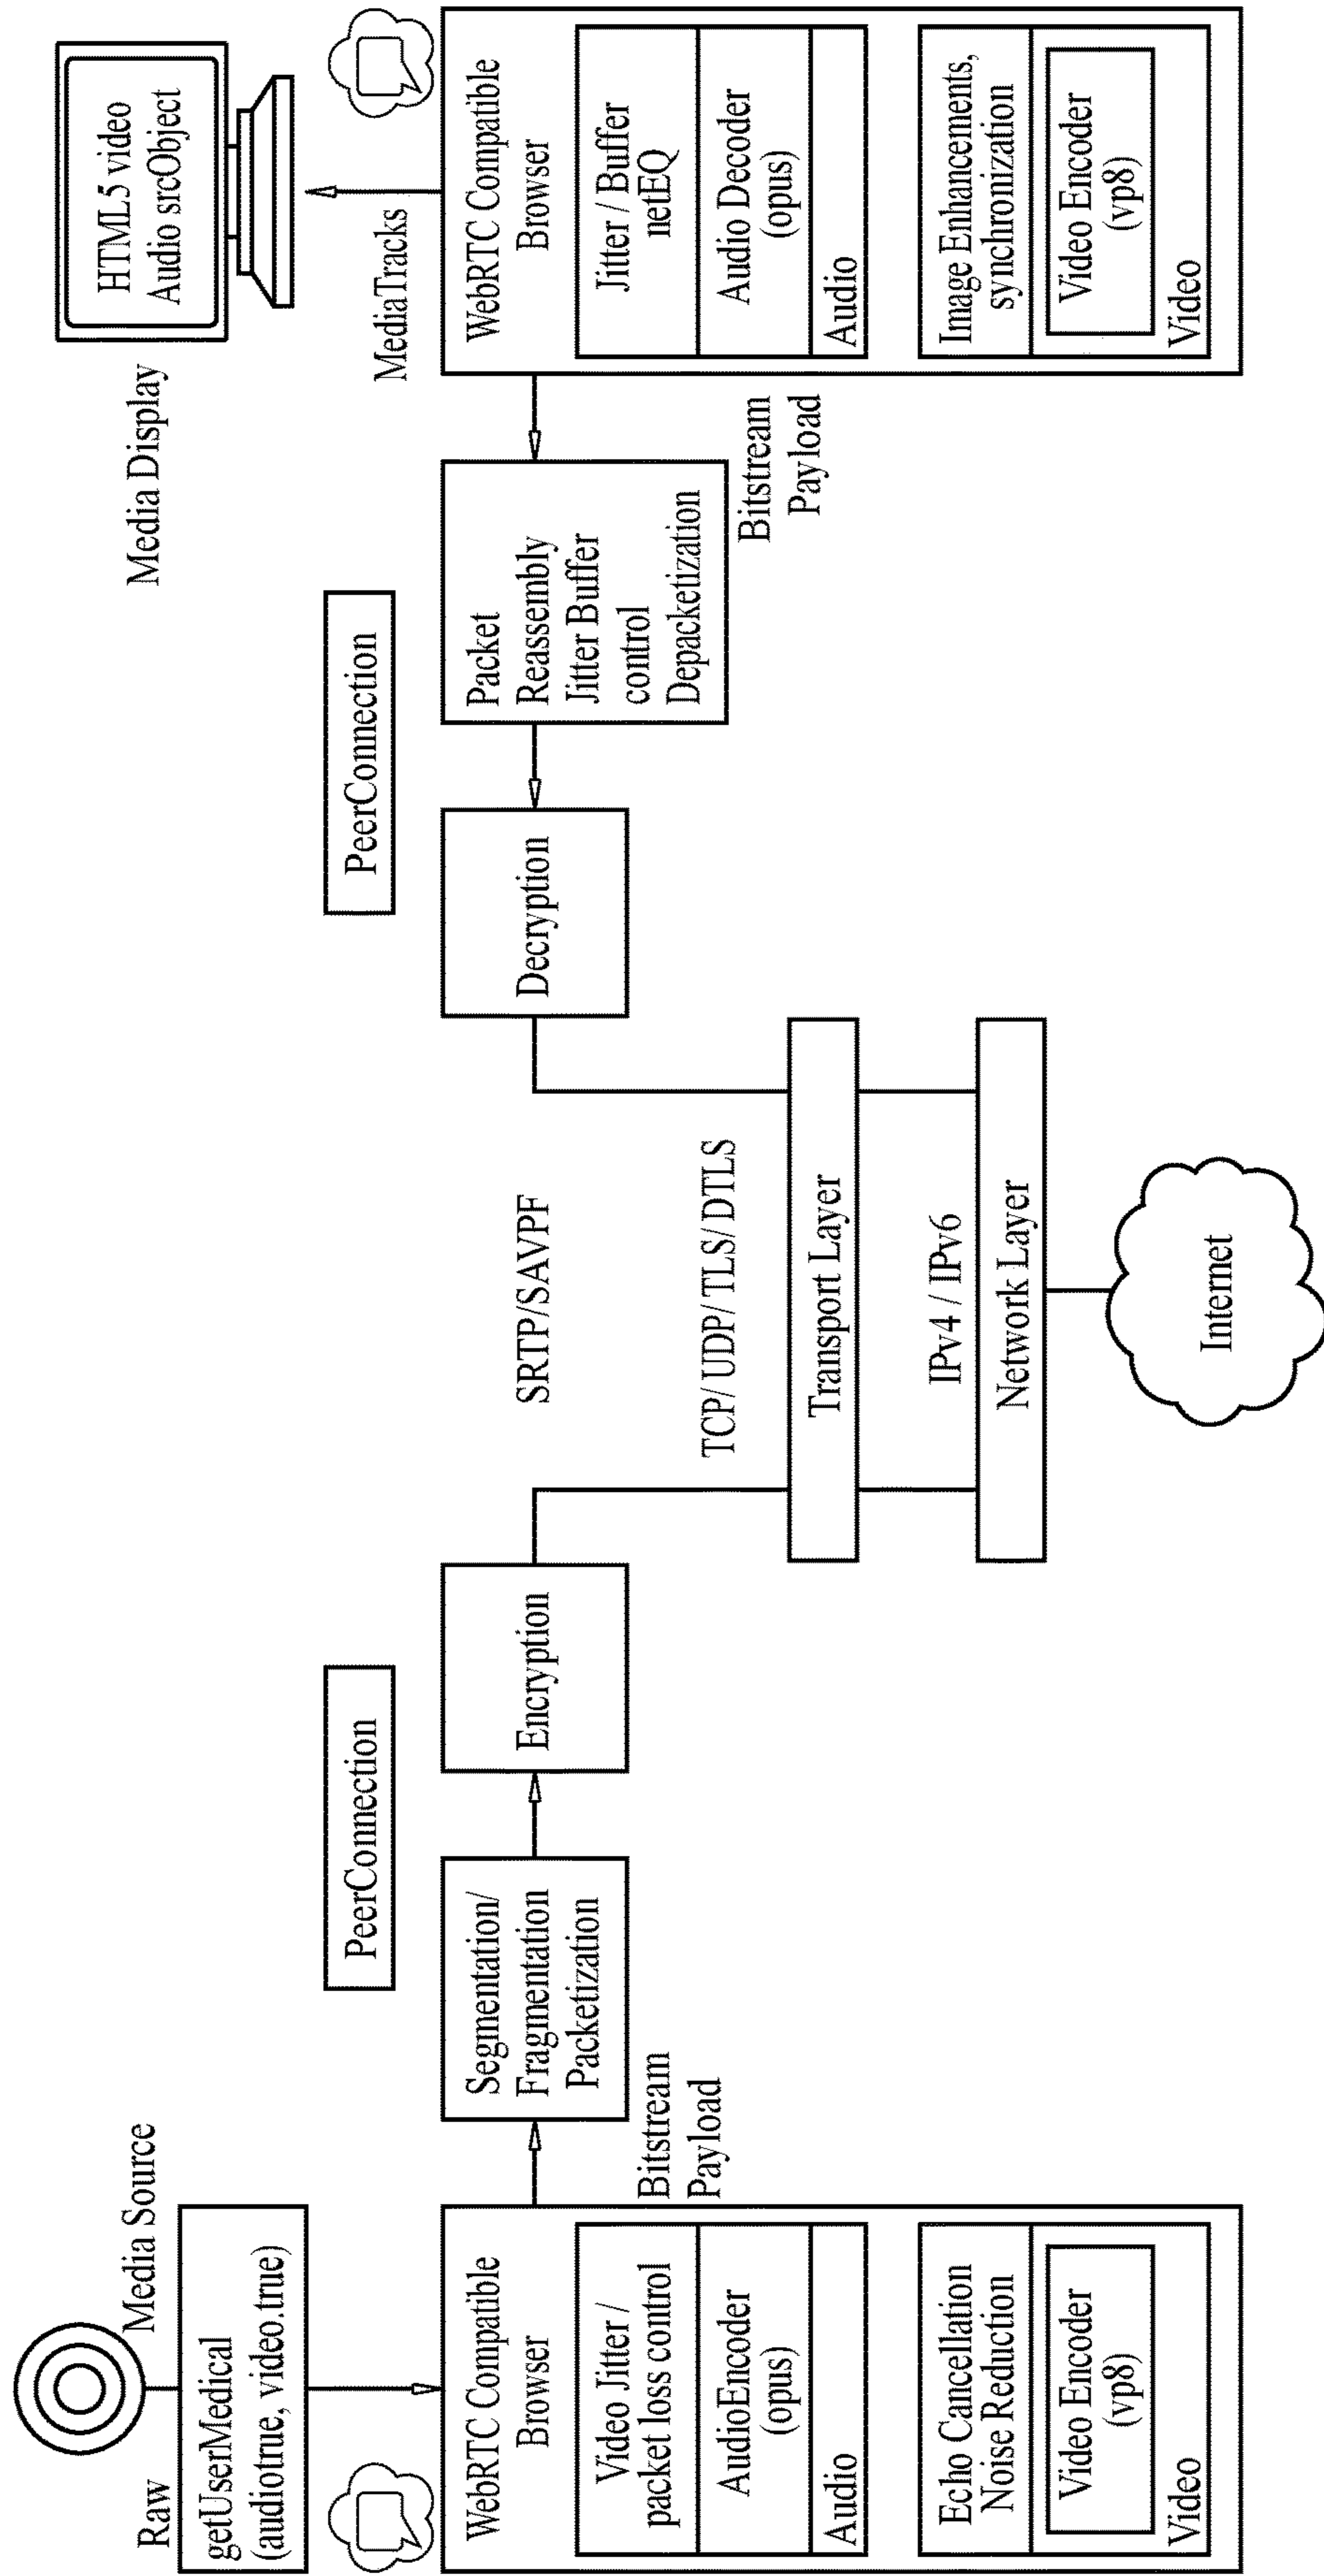 Raw
Media Source
getUserMedical
(audiotrue, video.true)
WebRTC Compatible
Browser
Video Jitter /
packet loss control
AudioEncoder
(opus)
Audio
Echo Cancellation
Noise Reduction
Video Encoder
(vp8)
Video
Bitstream
Payload
Segmentation/
Fragmentation
Packetization
PeerConnection
Encryption
SRTP/SAVPF
TCP/ UDP/ TLS/ DTLS
Transport Layer
IPv4 / IPv6
Network Layer
Internet
Decryption
PeerConnection
Packet
Reassembly
Jitter Buffer
control
Depacketization
Bitstream
Payload
Media Display
HTML5 video
Audio srcObject
MediaTracks
WebRTC Compatible
Browser
Jitter / Buffer
netEQ
Audio Decoder
(opus)
Audio
Image Enhancements,
synchronization
Video Encoder
(vp8)
Video